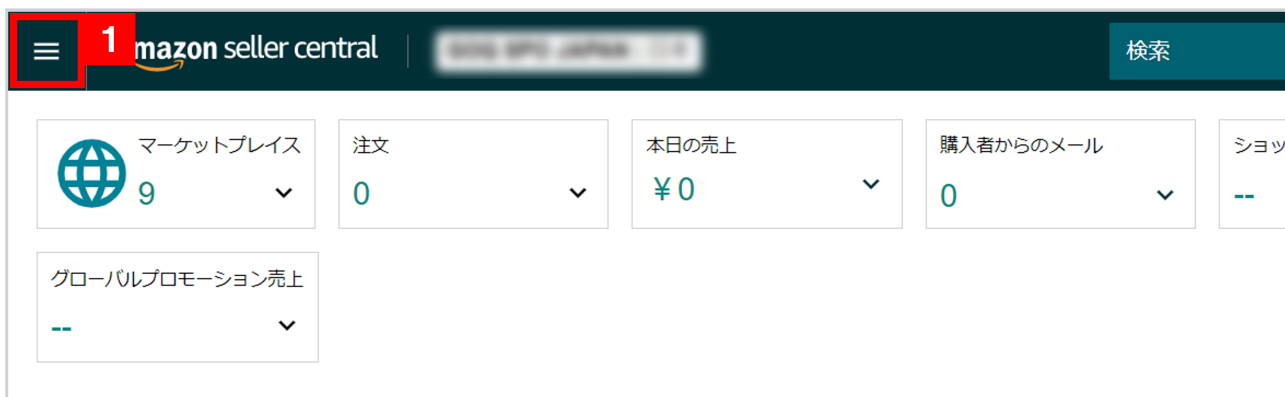 1
mazon seller central
検索
マーケットプレイス
9
注文
0
本日の売上
¥0
購入者からのメール
0
ショッ
--
グローバルプロモーション売上
--